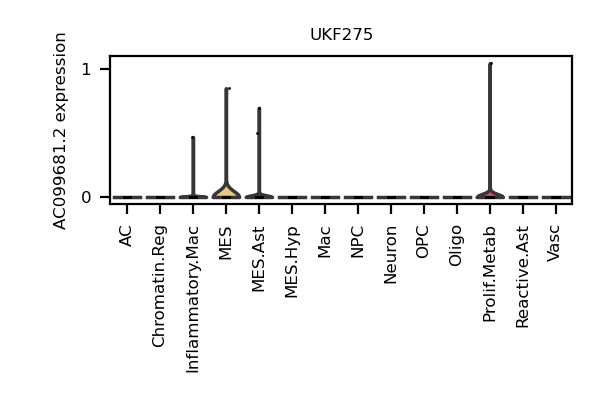 UKF275
AC099681.2 expression
1
0
AC
Chromatin.Reg
Inflammatory.Mac
MES
MES.Ast
MES.Hyp
Mac
NPC
Neuron
OPC
Oligo
Prolif.Metab
Reactive.Ast
Vasc